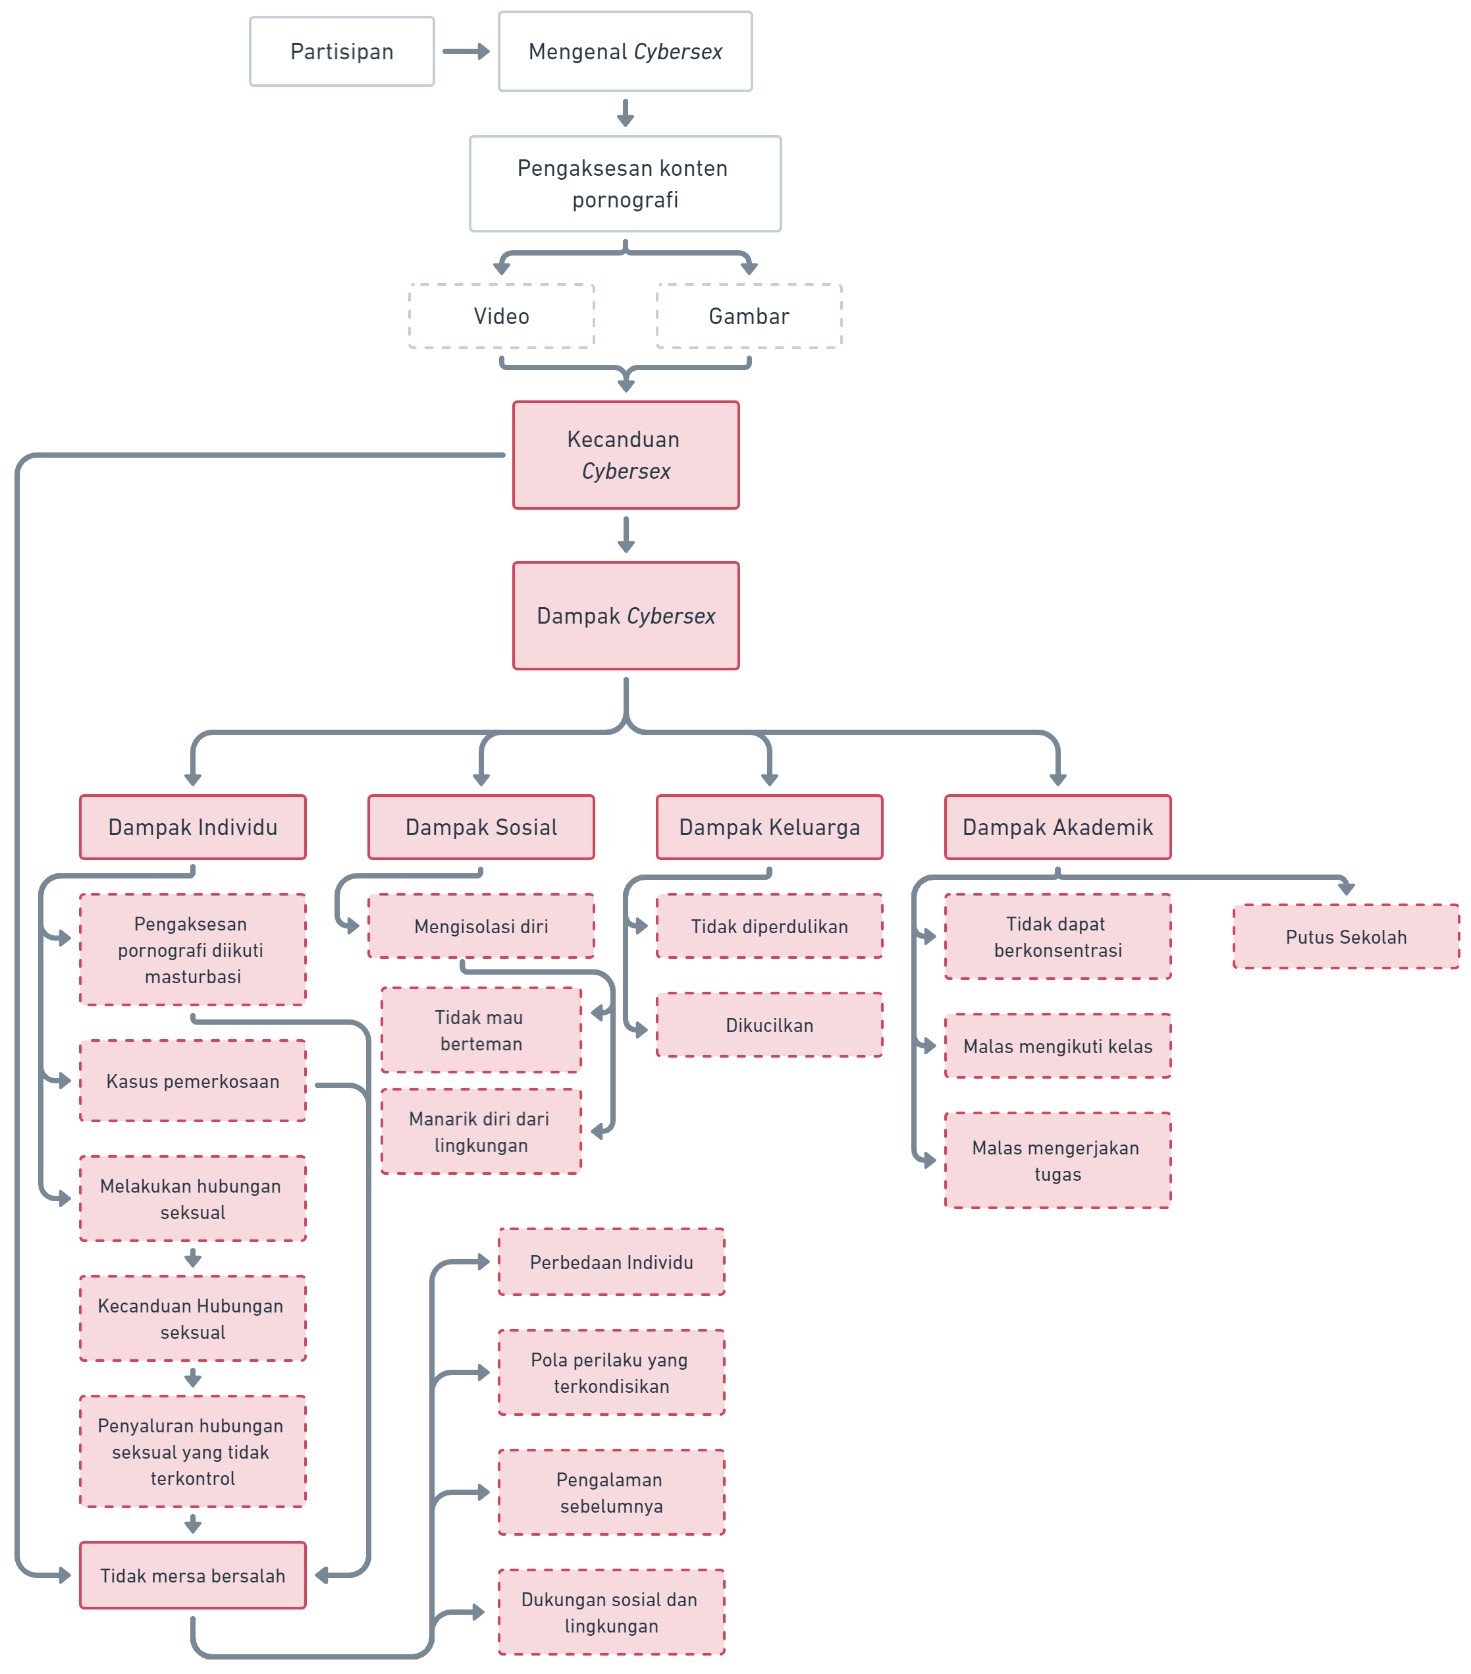 Partisipan
Mengenal Cybersex
Pengaksesan konten
pornografi
Video
Gambar
Kecanduan
Cybersex
Dampak Cybersex
Dampak Individu
Dampak Sosial
Dampak Keluarga
Dampak Akademik
Pengaksesan
pornografi diikuti
masturbasi
Kasus pemerkosaan
Melakukan hubungan
seksual
Kecanduan Hubungan
seksual
Penyaluran hubungan
seksual yang tidak
terkontrol
Tidak mersa bersalah
Mengisolasi diri
Tidak mau
berteman
Manarik diri dari
lingkungan
Tidak diperdulikan
Dikucilkan
Tidak dapat
berkonsentrasi
Malas mengikuti kelas
Malas mengerjakan
tugas
Putus Sekolah
Perbedaan Individu
Pola perilaku yang
terkondisikan
Pengalaman
sebelumnya
Dukungan sosial dan
lingkungan